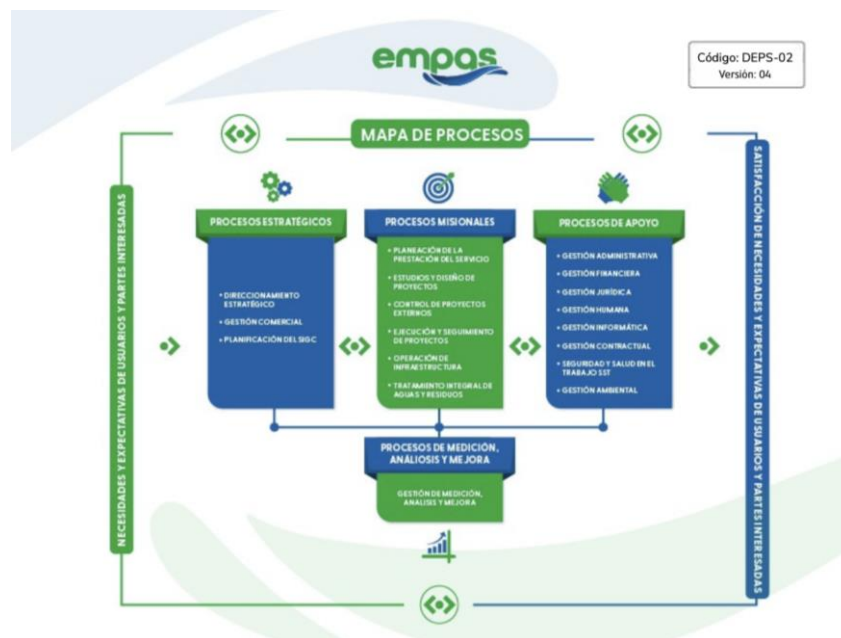 empas
Código: DEPS-02
Versión: 04
MAPA DE PROCESOS
NECESIDADES Y EXPECTATIVAS DE USUARIOS Y PARTES INTERESADAS
PROCESOS ESTRATÉGICOS
• DIRECCIONAMIENTO
ESTRATÉGICO
• GESTIÓN COMERCIAL
• PLANIFICACIÓN DEL SIGC
PROCESOS MISIONALES
• PLANEACIÓN DE LA
PRESTACIÓN DEL SERVICIO
• ESTUDIOS Y DISEÑO DE
PROYECTOS
• CONTROL DE PROYECTOS
EXTERNOS
• EJECUCIÓN Y SEGUIMIENTO
DE PROYECTOS
• OPERACIÓN DE
INFRAESTRUCTURA
• TRATAMIENTO INTEGRAL DE
AGUAS Y RESIDUOS
PROCESOS DE APOYO
• GESTIÓN ADMINISTRATIVA
• GESTIÓN FINANCIERA
• GESTIÓN JURÍDICA
• GESTIÓN HUMANA
• GESTIÓN INFORMÁTICA
• GESTIÓN CONTRACTUAL
• SEGURIDAD Y SALUD EN EL
TRABAJO SST
• GESTIÓN AMBIENTAL
PROCESOS DE MEDICIÓN,
ANÁLIOSIS Y MEJORA
GESTIÓN DE MEDICIÓN,
ANALISIS Y MEJORA
SATISFACCIÓN DE NECESIDADES Y EXPECTATIVAS DE USUARIOS Y PARTES INTERESADAS